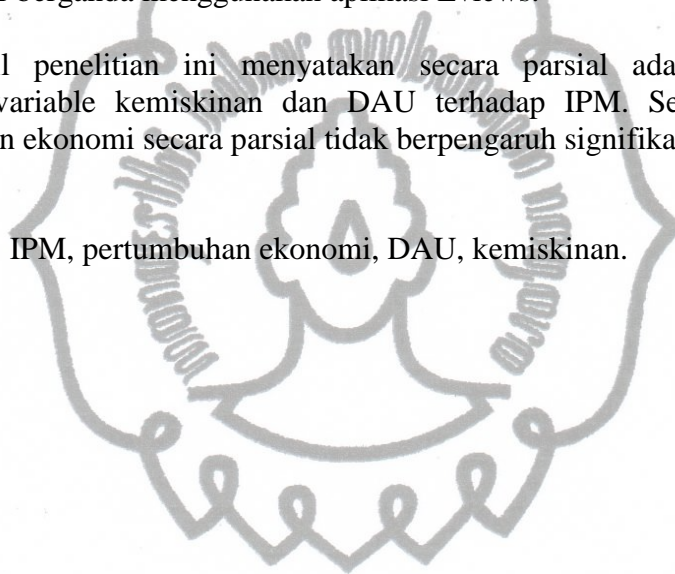 berganda menggunakan aplikasi Eviews.
l penelitian ini menyatakan secara parsial ada
variable kemiskinan dan DAU terhadap IPM. Se
n ekonomi secara parsial tidak berpengaruh signifika
IPM, pertumbuhan ekonomi, DAU, kemiskinan.